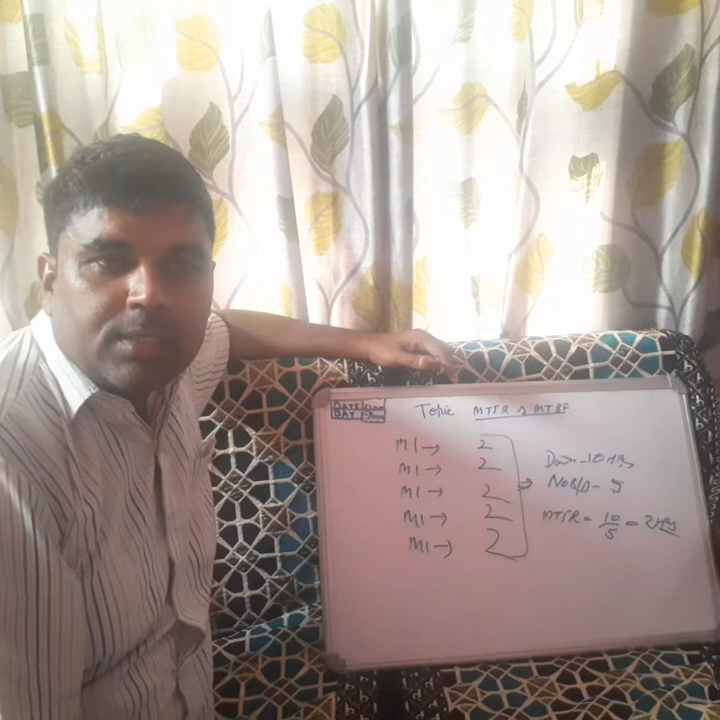 DATE
DAY
Topic MTTR & MTBF
M1 → 2
M1 → 2
M1 → 2
M1 → 2
M1 → 2
Down - 10 Hrs
No B/D - 5
MTTR = 10/5 = 2 Hrs